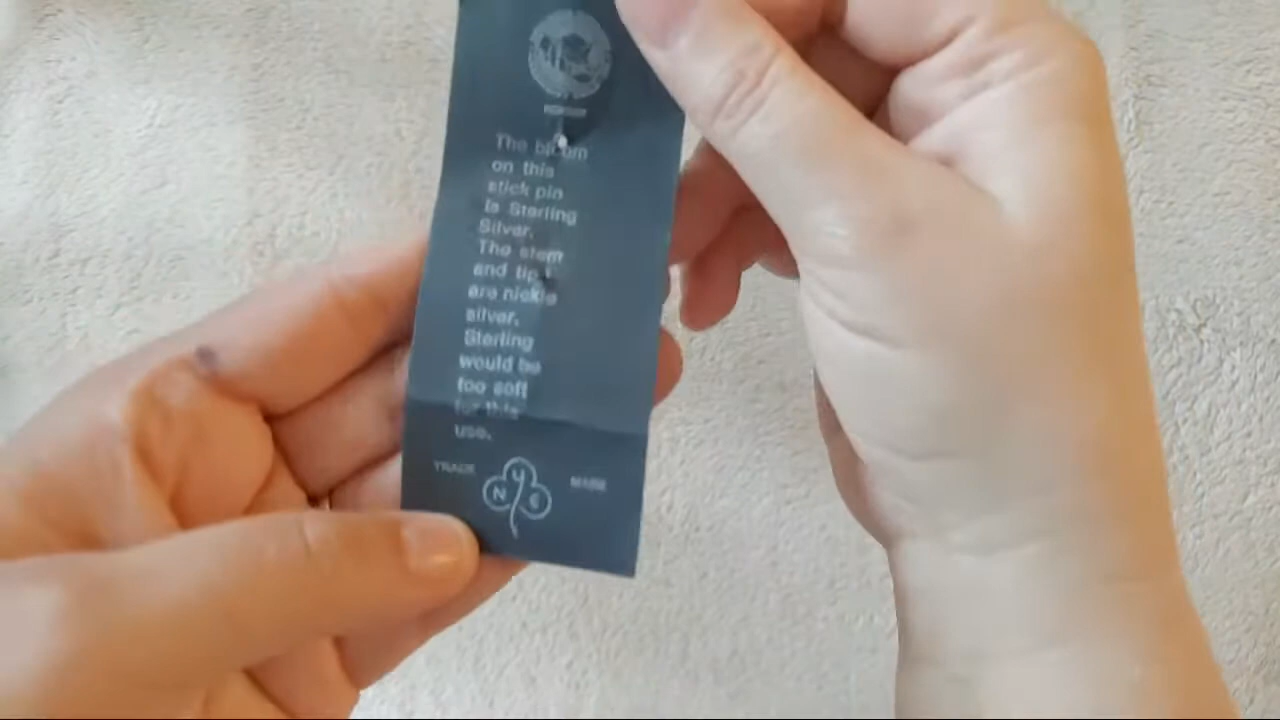 The bloom
on this
stick pin
is Sterling
Silver.
The stem
and tip
are nickle
silver.
Sterling
would be
too soft
for this
use.
TRADE MARK
N Y E